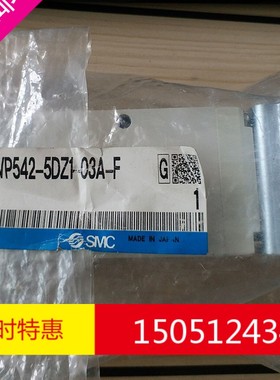 VP542-5DZ1-03A-F
G
1
SMC
MADE IN JAPAN
时特惠
15051243